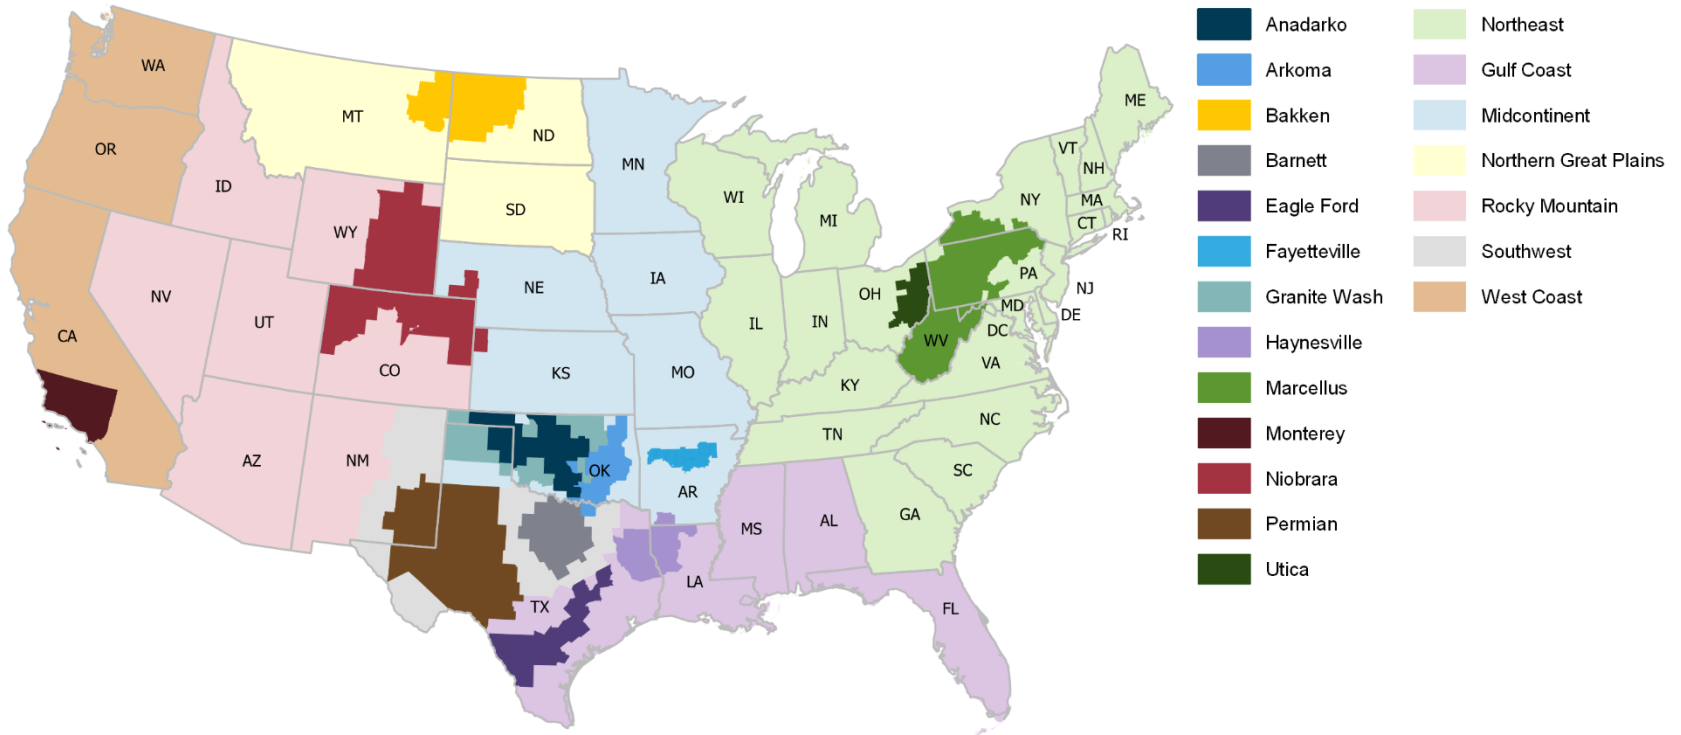 WA
OR
CA
ID
NV
MT
WY
UT
CO
AZ
NM
ND
SD
NE
KS
OK
TX
MN
IA
MO
AR
LA
WI
IL
MI
IN
OH
KY
TN
MS
AL
GA
FL
SC
NC
VA
WV
DC
MD
DE
PA
NJ
NY
CT
RI
MA
VT
NH
ME
Anadarko
Arkoma
Bakken
Barnett
Eagle Ford
Fayetteville
Granite Wash
Haynesville
Marcellus
Monterey
Niobrara
Permian
Utica
Northeast
Gulf Coast
Midcontinent
Northern Great Plains
Rocky Mountain
Southwest
West Coast